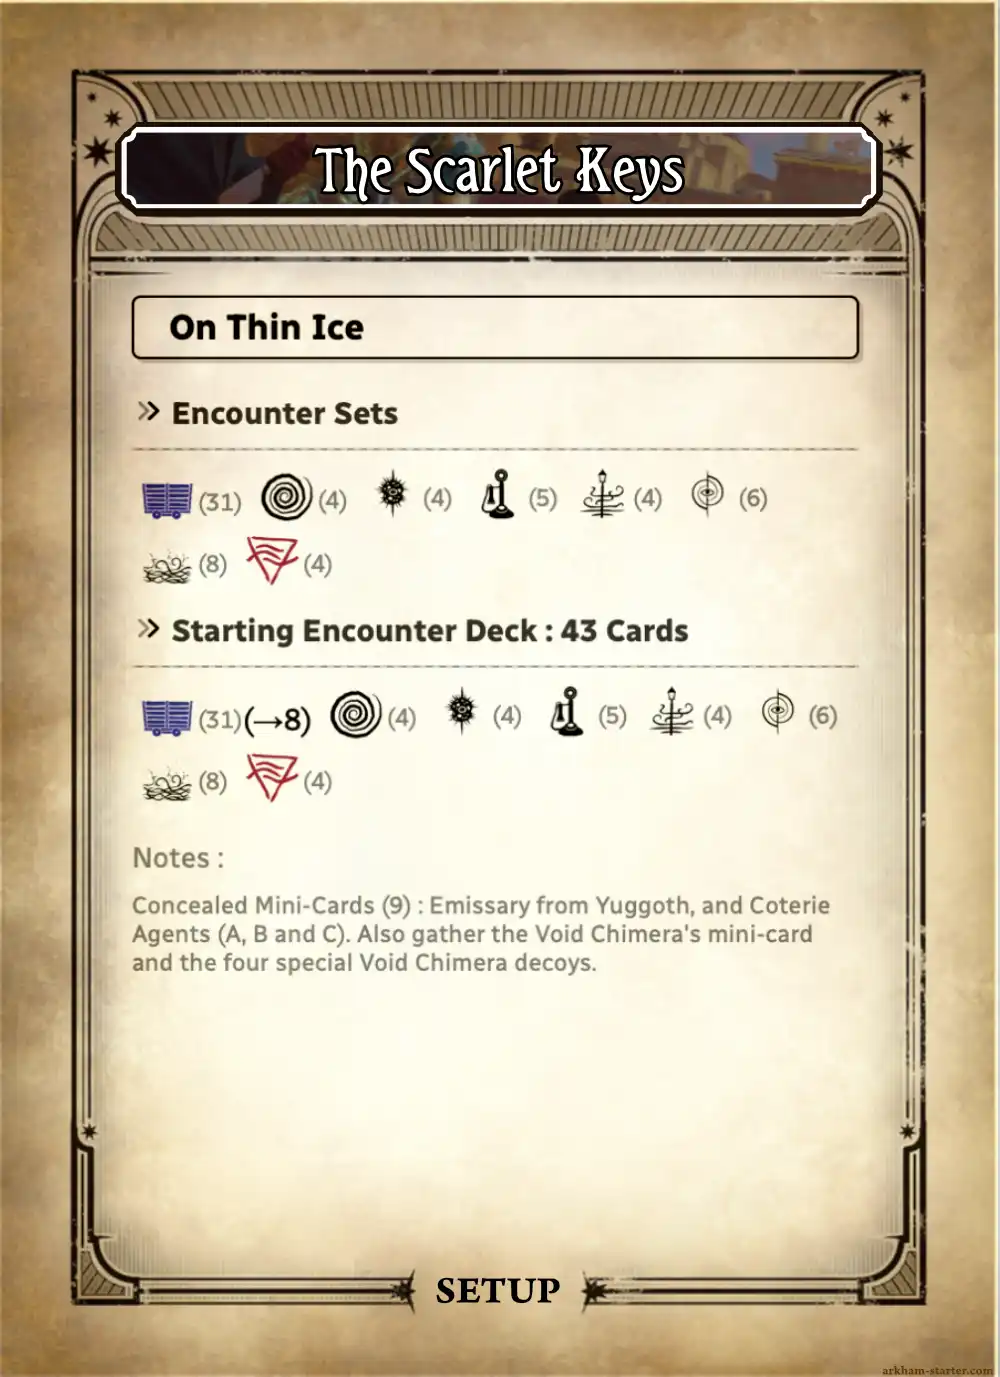 The Scarlet Keys
On Thin Ice
» Encounter Sets
(31) (4) (4) (5) (4) (6)
(8) (4)
» Starting Encounter Deck : 43 Cards
(31)(→8) (4) (4) (5) (4) (6)
(8) (4)
Notes :
Concealed Mini-Cards (9) : Emissary from Yuggoth, and Coterie
Agents (A, B and C). Also gather the Void Chimera's mini-card
and the four special Void Chimera decoys.
SETUP
arkham-starter.com